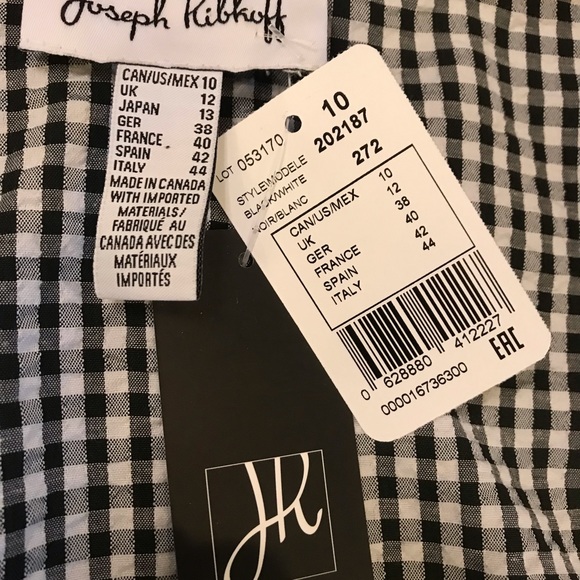 Joseph Ribkoff
CAN/US/MEX 10
UK 12
JAPAN 13
GER 38
FRANCE 40
SPAIN 42
ITALY 44
MADE IN CANADA
WITH IMPORTED
MATERIALS/
FABRIQUÉ AU
CANADA AVEC DES
MATÉRIAUX
IMPORTÉS
10
LOT 053170
STYLE/MODELE 202187
BLACK/WHITE 272
NOIR/BLANC
CAN/US/MEX 10
UK 12
GER 38
FRANCE 40
SPAIN 42
ITALY 44
0 628880 412227
000016736300
EAC
JR